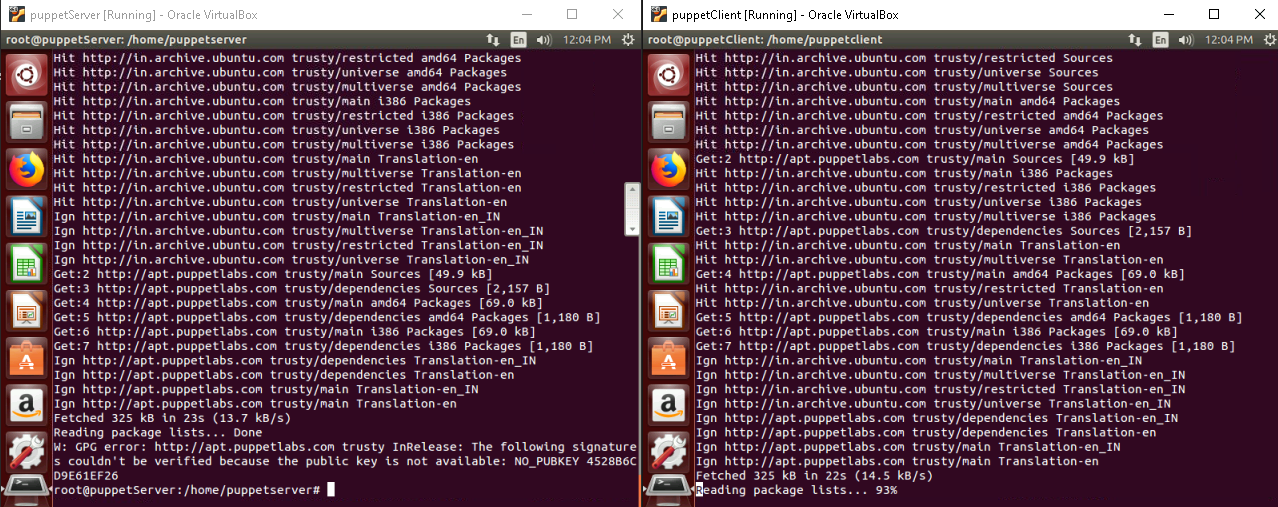 puppetServer [Running] - Oracle VirtualBox
root@puppetServer: /home/puppetserver
En
12:04 PM
Hit http://in.archive.ubuntu.com trusty/restricted amd64 Packages
Hit http://in.archive.ubuntu.com trusty/universe amd64 Packages
Hit http://in.archive.ubuntu.com trusty/multiverse amd64 Packages
Hit http://in.archive.ubuntu.com trusty/main i386 Packages
Hit http://in.archive.ubuntu.com trusty/restricted i386 Packages
Hit http://in.archive.ubuntu.com trusty/universe i386 Packages
Hit http://in.archive.ubuntu.com trusty/multiverse i386 Packages
Hit http://in.archive.ubuntu.com trusty/main Translation-en
Hit http://in.archive.ubuntu.com trusty/multiverse Translation-en
Hit http://in.archive.ubuntu.com trusty/restricted Translation-en
Hit http://in.archive.ubuntu.com trusty/universe Translation-en
Ign http://in.archive.ubuntu.com trusty/main Translation-en_IN
Ign http://in.archive.ubuntu.com trusty/multiverse Translation-en_IN
Ign http://in.archive.ubuntu.com trusty/restricted Translation-en_IN
Ign http://in.archive.ubuntu.com trusty/universe Translation-en_IN
Get:2 http://apt.puppetlabs.com trusty/main Sources [49.9 kB]
Get:3 http://apt.puppetlabs.com trusty/dependencies Sources [2,157 B]
Get:4 http://apt.puppetlabs.com trusty/main amd64 Packages [69.0 kB]
Get:5 http://apt.puppetlabs.com trusty/dependencies amd64 Packages [1,180 B]
Get:6 http://apt.puppetlabs.com trusty/main i386 Packages [69.0 kB]
Get:7 http://apt.puppetlabs.com trusty/dependencies i386 Packages [1,180 B]
Ign http://apt.puppetlabs.com trusty/dependencies Translation-en_IN
Ign http://apt.puppetlabs.com trusty/dependencies Translation-en
Ign http://apt.puppetlabs.com trusty/main Translation-en_IN
Ign http://apt.puppetlabs.com trusty/main Translation-en
Fetched 325 kB in 23s (13.7 kB/s)
Reading package lists... Done
W: GPG error: http://apt.puppetlabs.com trusty InRelease: The following signature
s couldn't be verified because the public key is not available: NO_PUBKEY 4528B6C
D9E61EF26
root@puppetServer:/home/puppetserver#
puppetClient [Running] - Oracle VirtualBox
root@puppetClient: /home/puppetclient
En
12:04 PM
Hit http://in.archive.ubuntu.com trusty/restricted Sources
Hit http://in.archive.ubuntu.com trusty/universe Sources
Hit http://in.archive.ubuntu.com trusty/multiverse Sources
Hit http://in.archive.ubuntu.com trusty/main amd64 Packages
Hit http://in.archive.ubuntu.com trusty/restricted amd64 Packages
Hit http://in.archive.ubuntu.com trusty/universe amd64 Packages
Hit http://in.archive.ubuntu.com trusty/multiverse amd64 Packages
Get:2 http://apt.puppetlabs.com trusty/main Sources [49.9 kB]
Hit http://in.archive.ubuntu.com trusty/main i386 Packages
Hit http://in.archive.ubuntu.com trusty/restricted i386 Packages
Hit http://in.archive.ubuntu.com trusty/universe i386 Packages
Hit http://in.archive.ubuntu.com trusty/multiverse i386 Packages
Get:3 http://apt.puppetlabs.com trusty/dependencies Sources [2,157 B]
Hit http://in.archive.ubuntu.com trusty/main Translation-en
Hit http://in.archive.ubuntu.com trusty/multiverse Translation-en
Get:4 http://apt.puppetlabs.com trusty/main amd64 Packages [69.0 kB]
Hit http://in.archive.ubuntu.com trusty/restricted Translation-en
Hit http://in.archive.ubuntu.com trusty/universe Translation-en
Get:5 http://apt.puppetlabs.com trusty/dependencies amd64 Packages [1,180 B]
Get:6 http://apt.puppetlabs.com trusty/main i386 Packages [69.0 kB]
Get:7 http://apt.puppetlabs.com trusty/dependencies i386 Packages [1,180 B]
Ign http://in.archive.ubuntu.com trusty/main Translation-en_IN
Ign http://in.archive.ubuntu.com trusty/multiverse Translation-en_IN
Ign http://in.archive.ubuntu.com trusty/restricted Translation-en_IN
Ign http://in.archive.ubuntu.com trusty/universe Translation-en_IN
Ign http://apt.puppetlabs.com trusty/dependencies Translation-en_IN
Ign http://apt.puppetlabs.com trusty/dependencies Translation-en
Ign http://apt.puppetlabs.com trusty/main Translation-en_IN
Ign http://apt.puppetlabs.com trusty/main Translation-en
Fetched 325 kB in 22s (14.5 kB/s)
Reading package lists... 93%